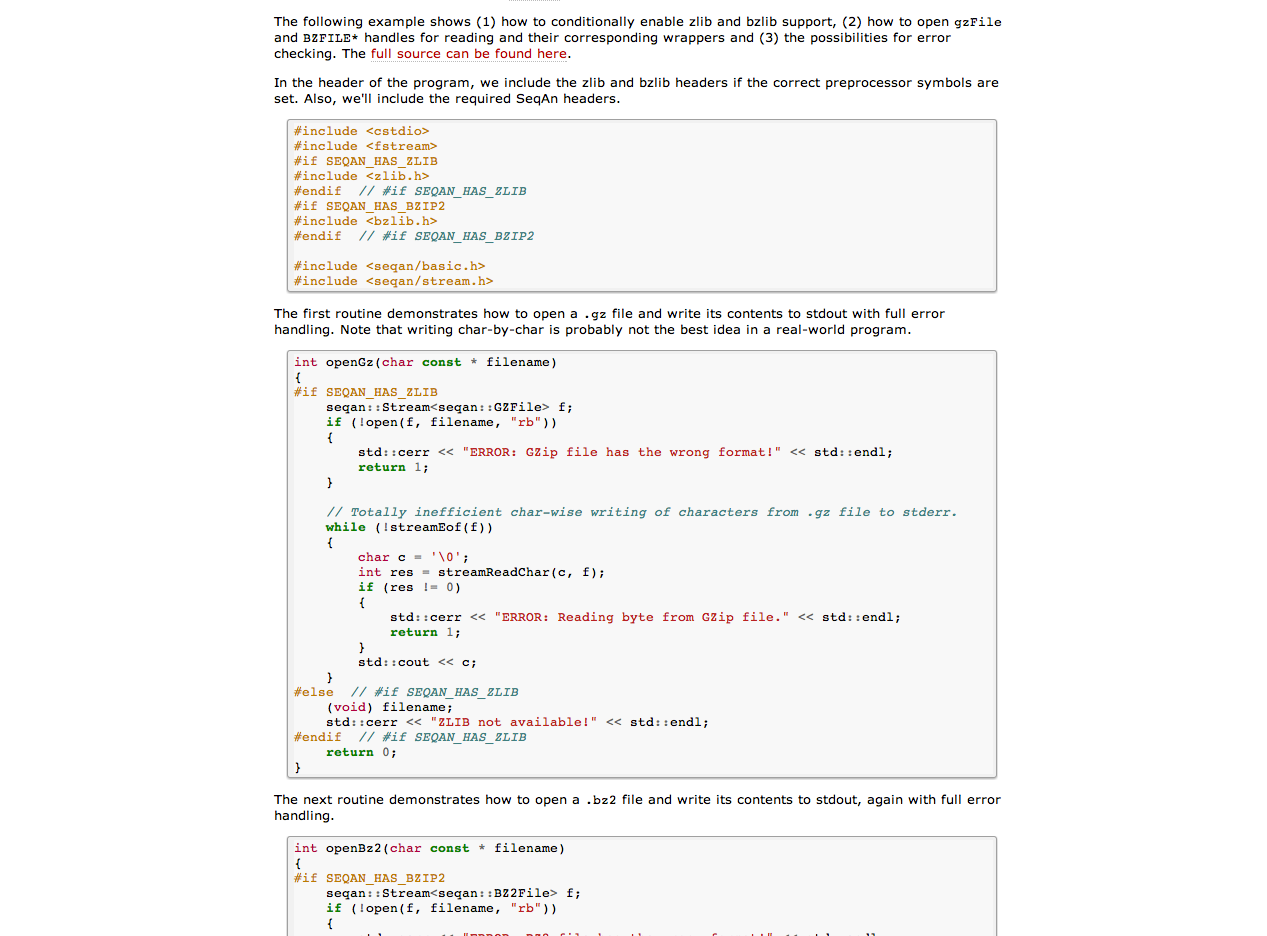 The following example shows (1) how to conditionally enable zlib and bzlib support, (2) how to open gzFile
and BZFILE* handles for reading and their corresponding wrappers and (3) the possibilities for error
checking. The full source can be found here.
In the header of the program, we include the zlib and bzlib headers if the correct preprocessor symbols are
set. Also, we'll include the required SeqAn headers.
#include <cstdio>
#include <fstream>
#if SEQAN_HAS_ZLIB
#include <zlib.h>
#endif  // #if SEQAN_HAS_ZLIB
#if SEQAN_HAS_BZIP2
#include <bzlib.h>
#endif  // #if SEQAN_HAS_BZIP2
#include <seqan/basic.h>
#include <seqan/stream.h>
The first routine demonstrates how to open a .gz file and write its contents to stdout with full error
handling. Note that writing char-by-char is probably not the best idea in a real-world program.
int openGz(char const * filename)
{
#if SEQAN_HAS_ZLIB
    seqan::Stream<seqan::GZFile> f;
    if (!open(f, filename, "rb"))
    {
        std::cerr << "ERROR: GZip file has the wrong format!" << std::endl;
        return 1;
    }
    // Totally inefficient char-wise writing of characters from .gz file to stderr.
    while (!streamEof(f))
    {
        char c = '\0';
        int res = streamReadChar(c, f);
        if (res != 0)
        {
            std::cerr << "ERROR: Reading byte from GZip file." << std::endl;
            return 1;
        }
        std::cout << c;
    }
#else  // #if SEQAN_HAS_ZLIB
    (void) filename;
    std::cerr << "ZLIB not available!" << std::endl;
#endif  // #if SEQAN_HAS_ZLIB
    return 0;
}
The next routine demonstrates how to open a .bz2 file and write its contents to stdout, again with full error
handling.
int openBz2(char const * filename)
{
#if SEQAN_HAS_BZIP2
    seqan::Stream<seqan::BZ2File> f;
    if (!open(f, filename, "rb"))
    {